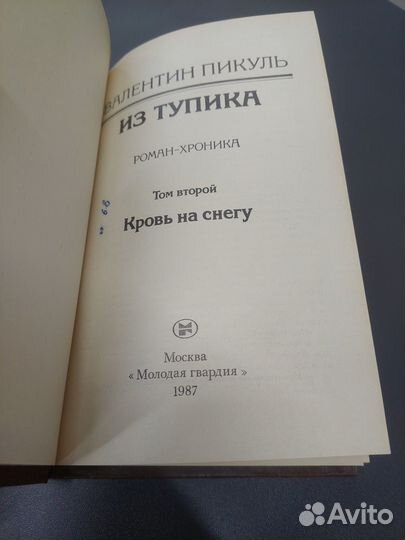 ВАЛЕНТИН ПИКУЛЬ
ИЗ ТУПИКА
РОМАН-ХРОНИКА
Том второй
Кровь на снегу
Москва
«Молодая гвардия»
1987
Avito